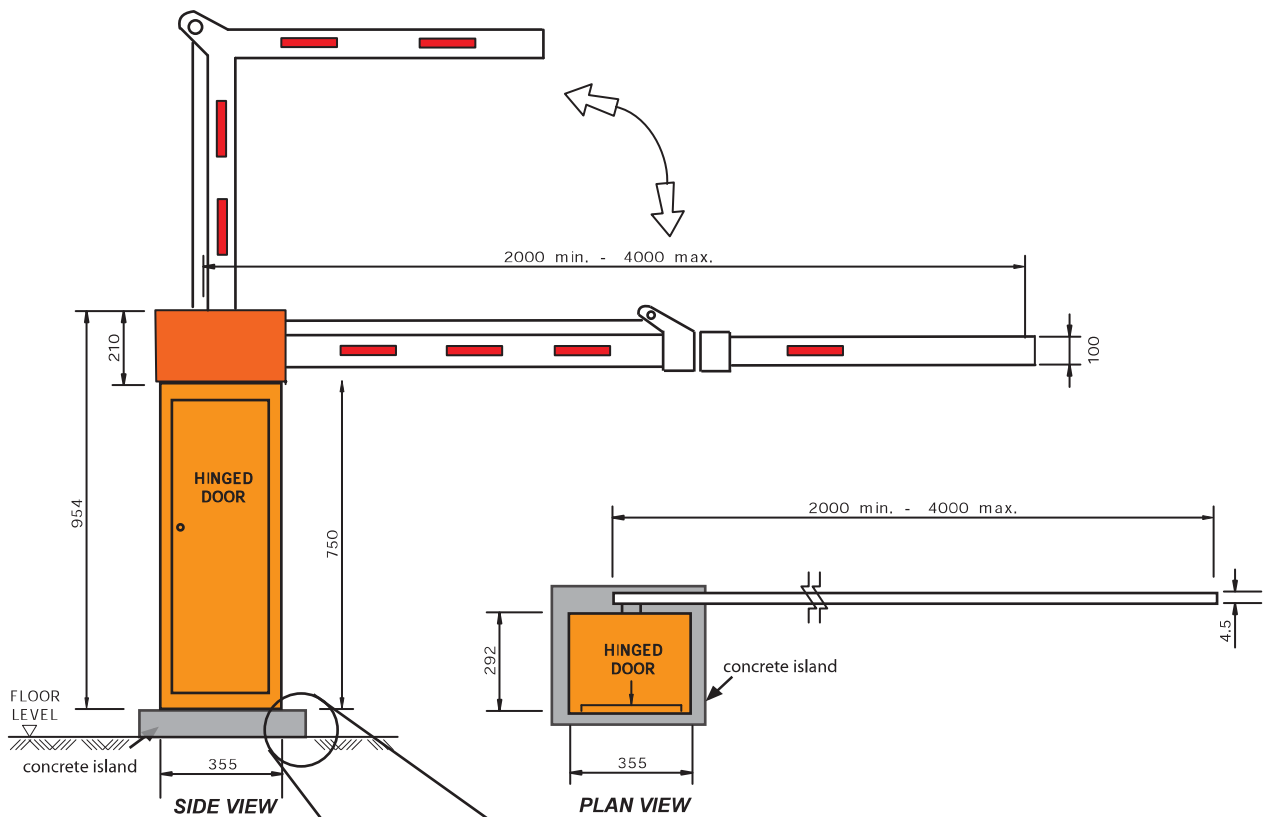 2000 min. - 4000 max.
210
100
954
HINGED
DOOR
750
2000 min. - 4000 max.
4.5
292
HINGED
DOOR
concrete island
FLOOR
LEVEL
concrete island
355
355
SIDE VIEW
PLAN VIEW